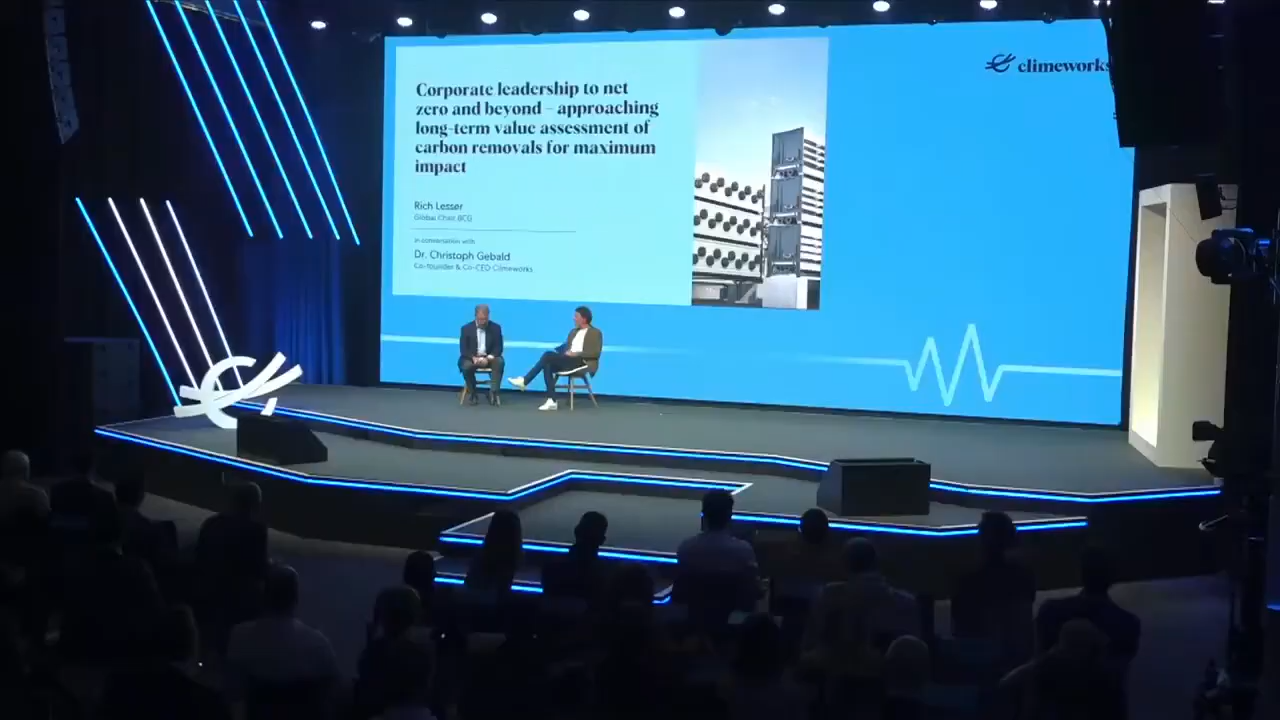 climeworks
Corporate leadership to net
zero and beyond – approaching
long-term value assessment of
carbon removals for maximum
impact
Rich Lesser
Global Chair BCG
in conversation with
Dr. Christoph Gebald
Co-founder & Co-CEO Climeworks